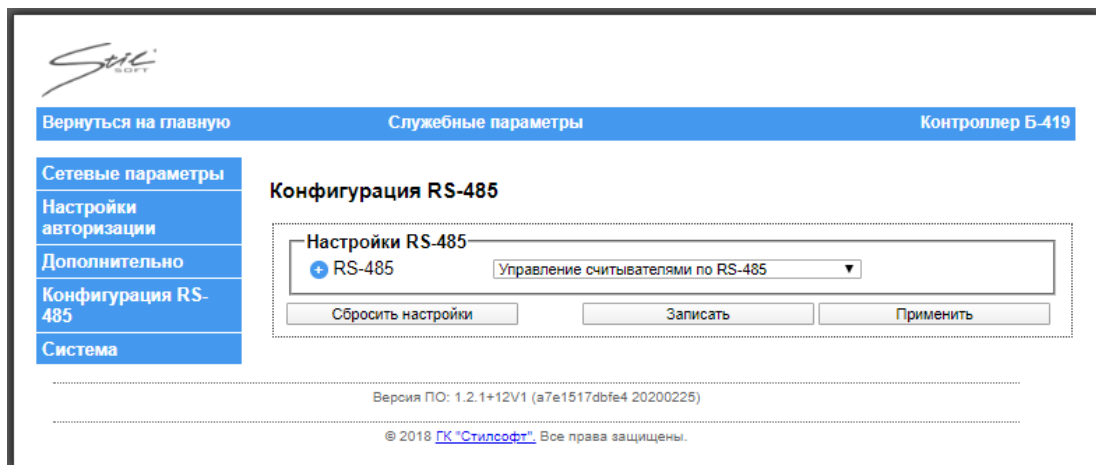 Stil
SOFT
Вернуться на главную Служебные параметры Контроллер Б-419
Сетевые параметры
Настройки
авторизации
Дополнительно
Конфигурация RS-
485
Система
Конфигурация RS-485
Настройки RS-485
RS-485 Управление считывателями по RS-485
Сбросить настройки Записать Применить
Версия ПО: 1.2.1+12V1 (a7e1517dbfe4 20200225)
© 2018 ГК "Стилсофт". Все права защищены.